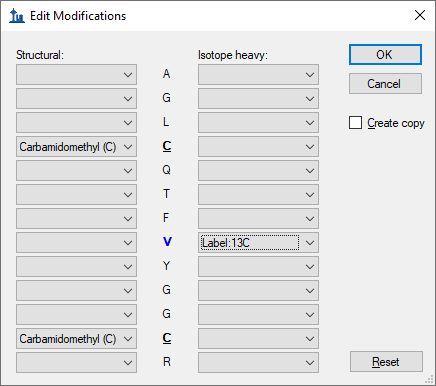 Edit Modifications
Structural: Isotope heavy:
OK
A
Cancel
G
L
Create copy
Carbamidomethyl (C) C
Q
T
F
V Label:13C
Y
G
G
Carbamidomethyl (C) C
R
Reset